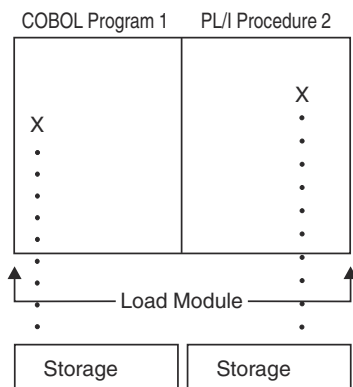 COBOL Program 1 PL/I Procedure 2
X
X
Load Module
Storage Storage